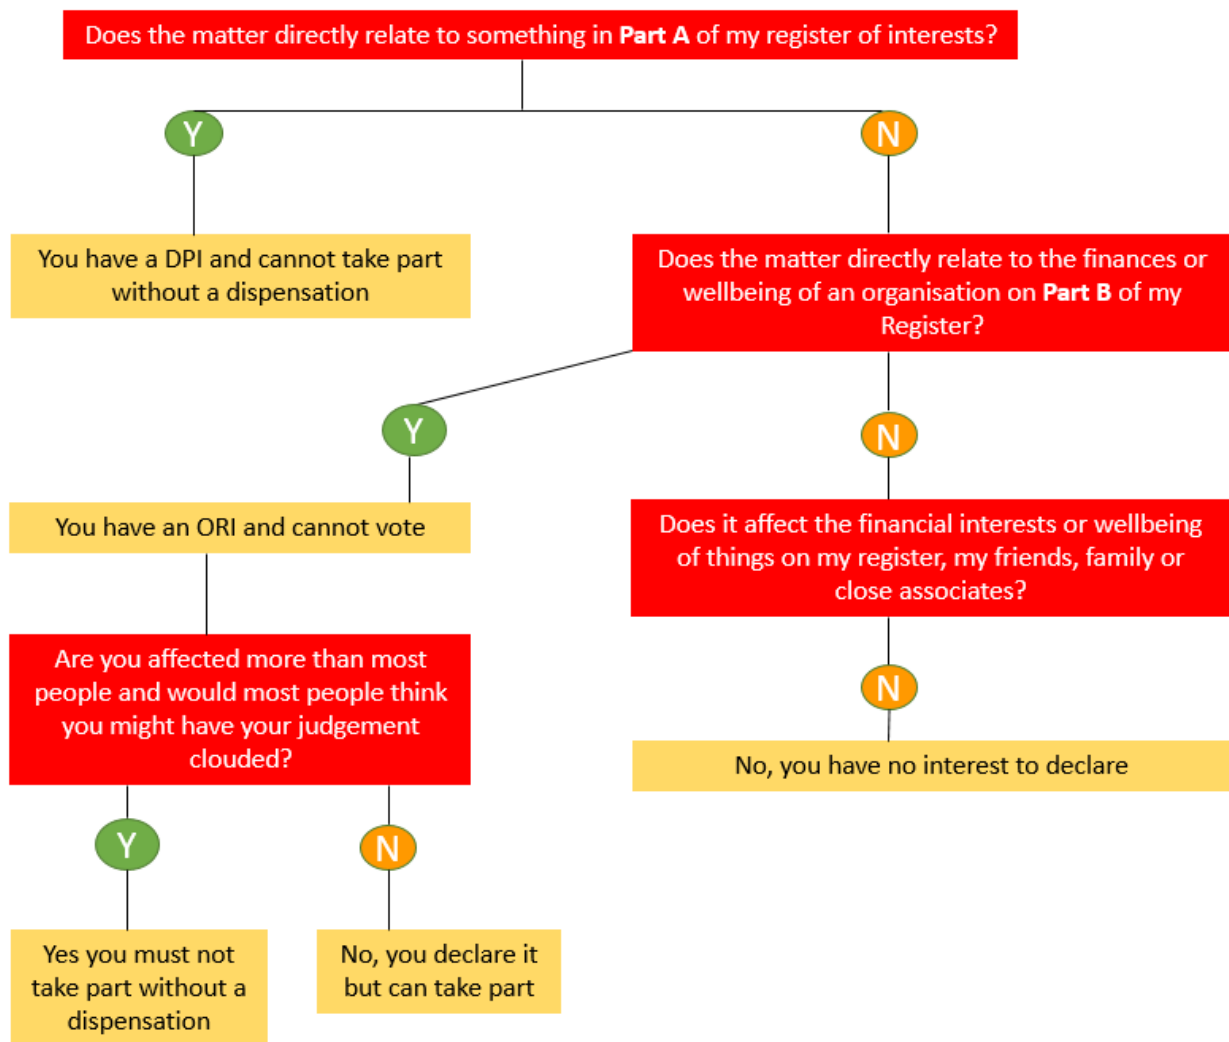 Does the matter directly relate to something in Part A of my register of interests?
Y
N
You have a DPI and cannot take part
without a dispensation
Does the matter directly relate to the finances or
wellbeing of an organisation on Part B of my
Register?
Y
N
You have an ORI and cannot vote
Does it affect the financial interests or wellbeing
of things on my register, my friends, family or
close associates?
Are you affected more than most
people and would most people think
you might have your judgement
clouded?
N
No, you have no interest to declare
Y
N
Yes you must not
take part without a
dispensation
No, you declare it
but can take part